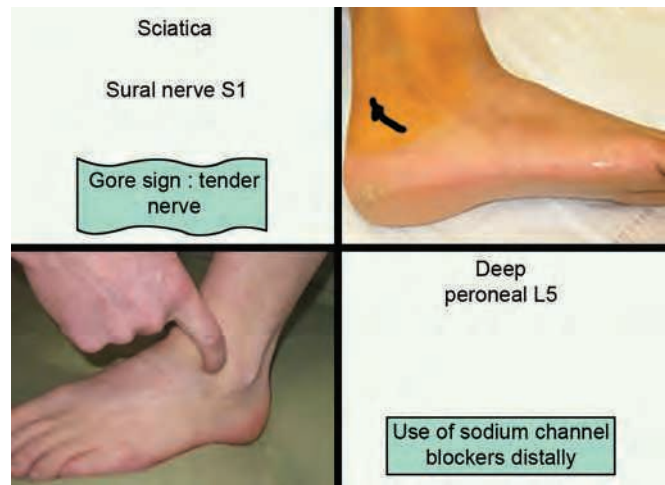 Sciatica
Sural nerve S1
Gore sign : tender
nerve
Deep
peroneal L5
Use of sodium channel
blockers distally